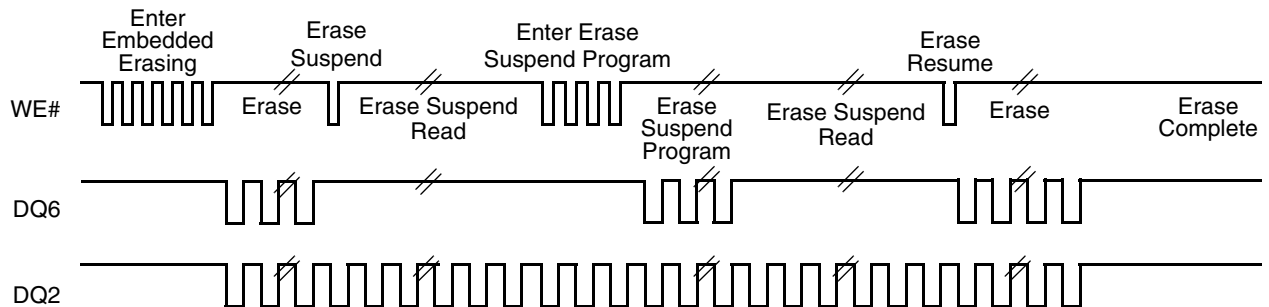 Enter
Embedded
Erasing
Erase
Suspend
Enter Erase
Suspend Program
Erase
Resume
WE#
Erase
Erase Suspend
Read
Erase
Suspend
Program
Erase Suspend
Read
Erase
Erase
Complete
DQ6
DQ2